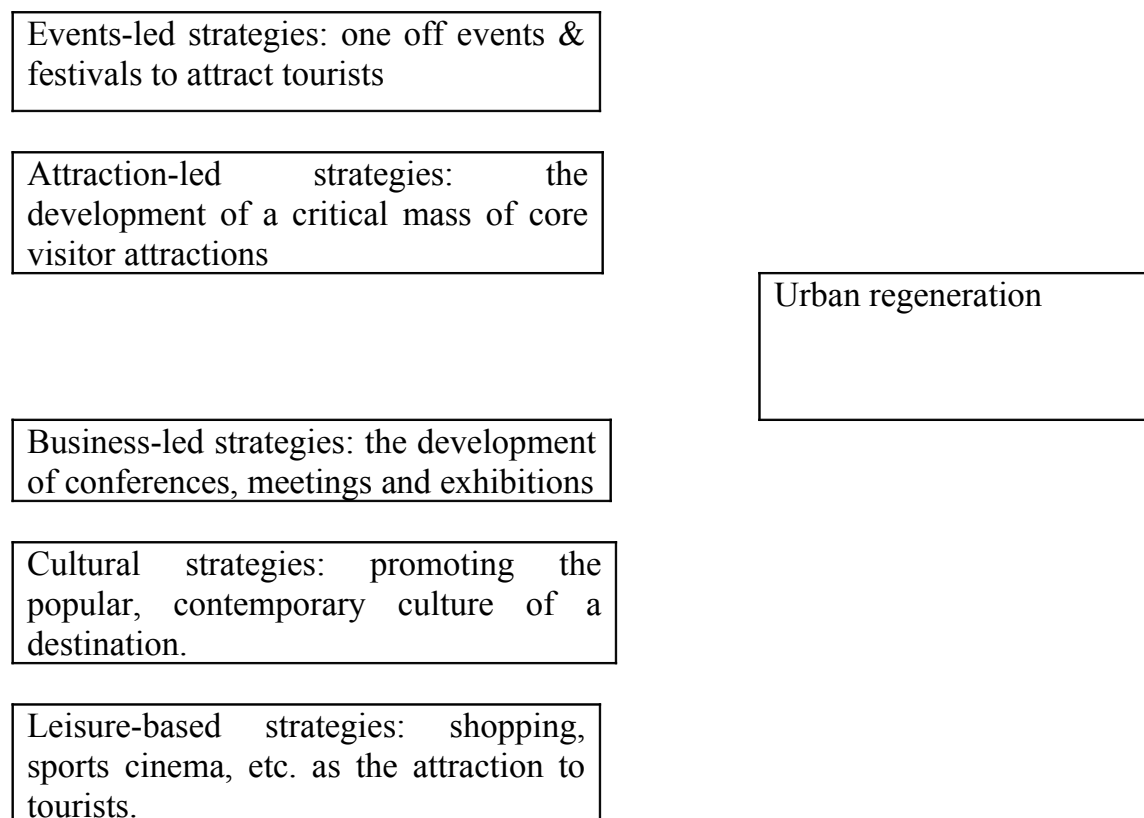 Events-led strategies: one off events &
festivals to attract tourists
Attraction-led strategies: the
development of a critical mass of core
visitor attractions
Urban regeneration
Business-led strategies: the development
of conferences, meetings and exhibitions
Cultural strategies: promoting the
popular, contemporary culture of a
destination.
Leisure-based strategies: shopping,
sports cinema, etc. as the attraction to
tourists.